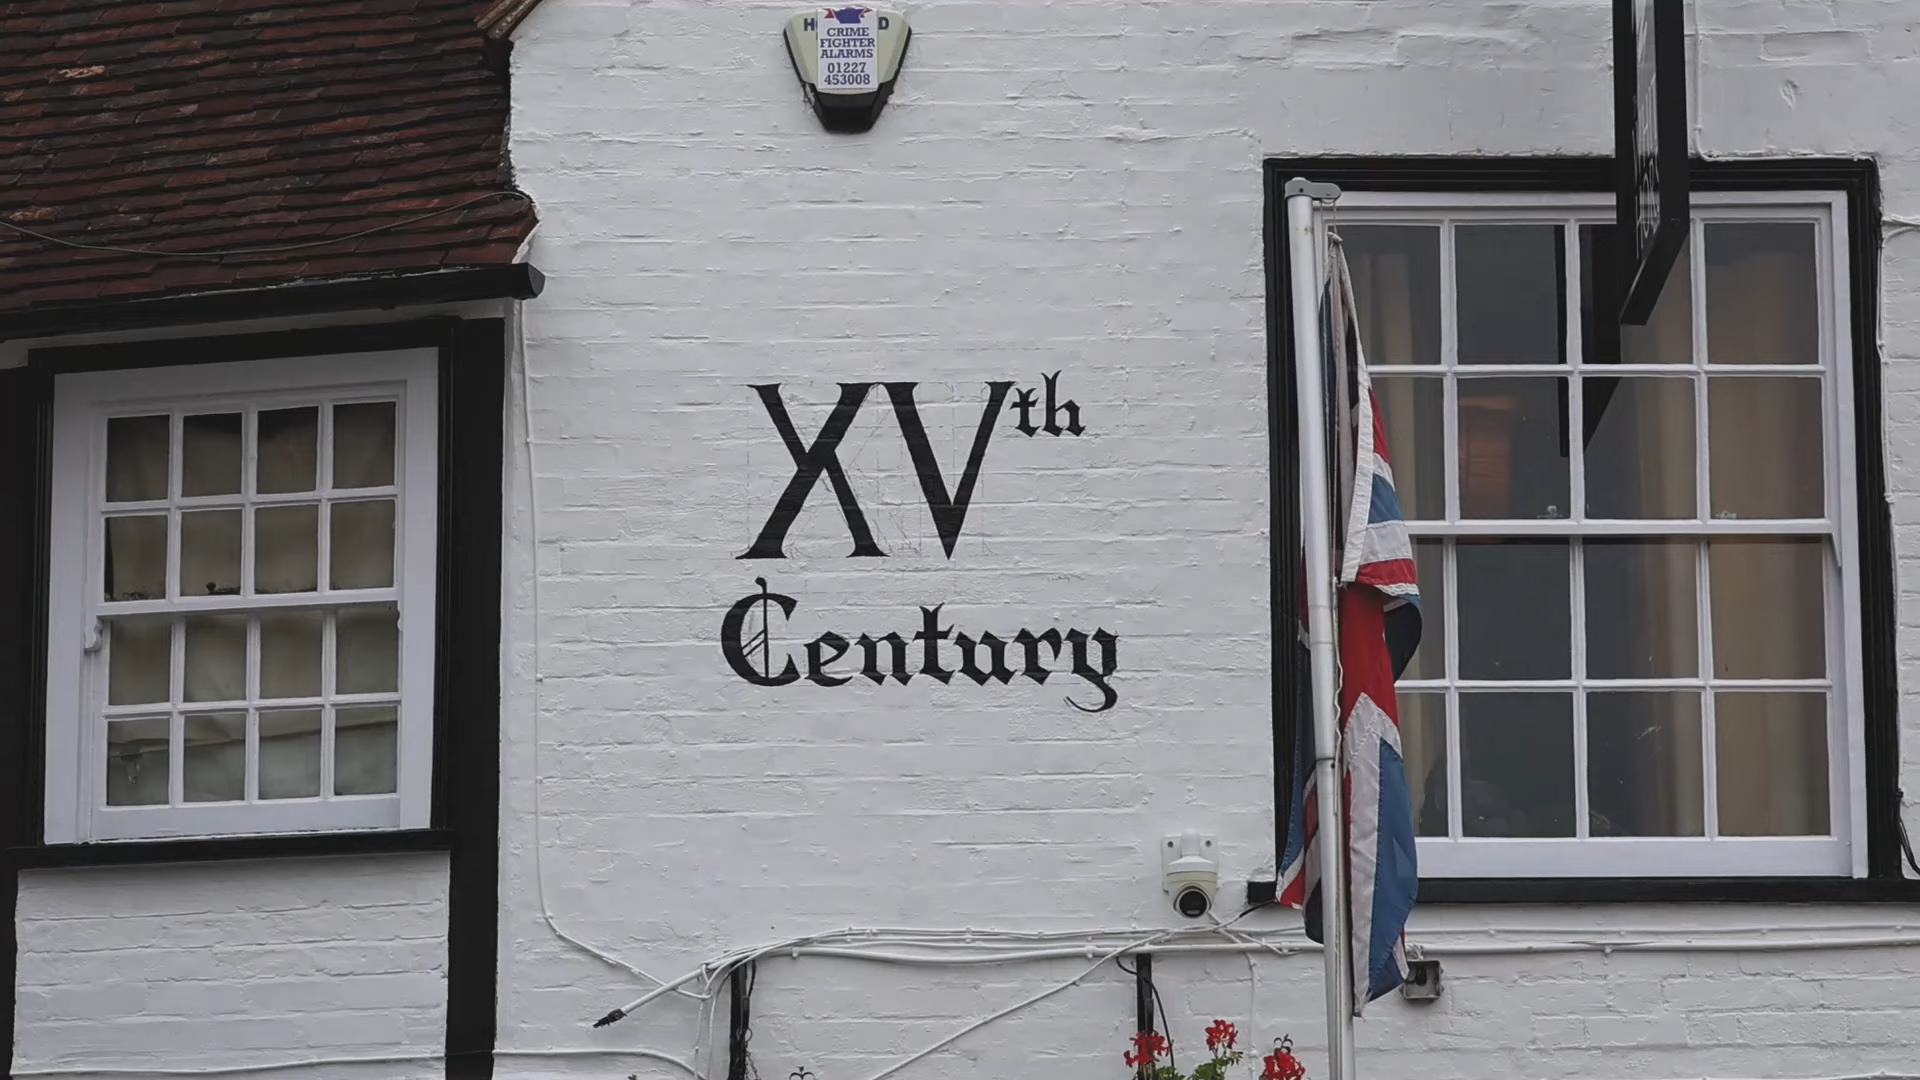 CRIME
FIGHTER
ALARMS
01227
453008
XVth
Century